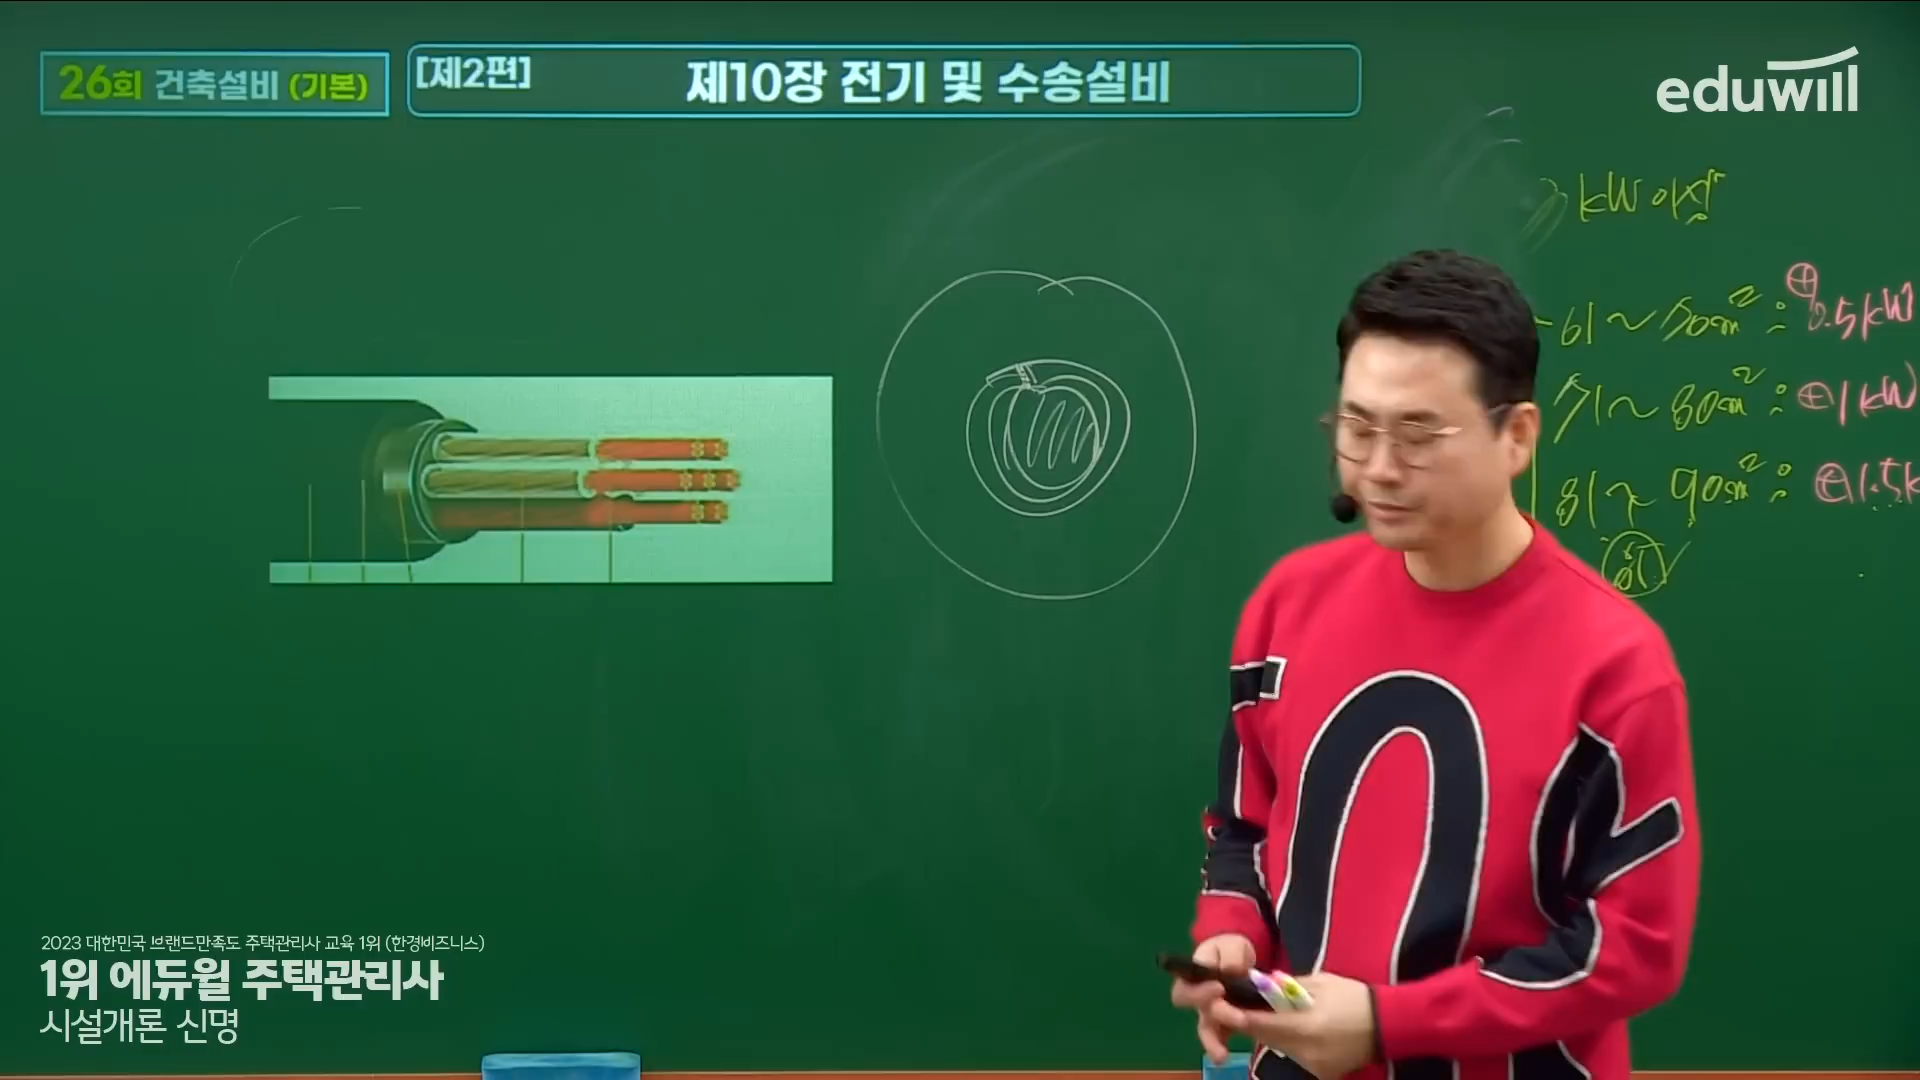 26회 건축설비 (기본)
[제2편]
제10장 전기 및 수송설비
eduwill
kW 이상
61~70㎡: ⊕0.5kW
71~80㎡: ⊕1kW
81~90㎡: ⊕1.5k
2023 대한민국 브랜드만족도 주택관리사 교육 1위 (한경비즈니스)
1위 에듀윌 주택관리사
시설개론 신명